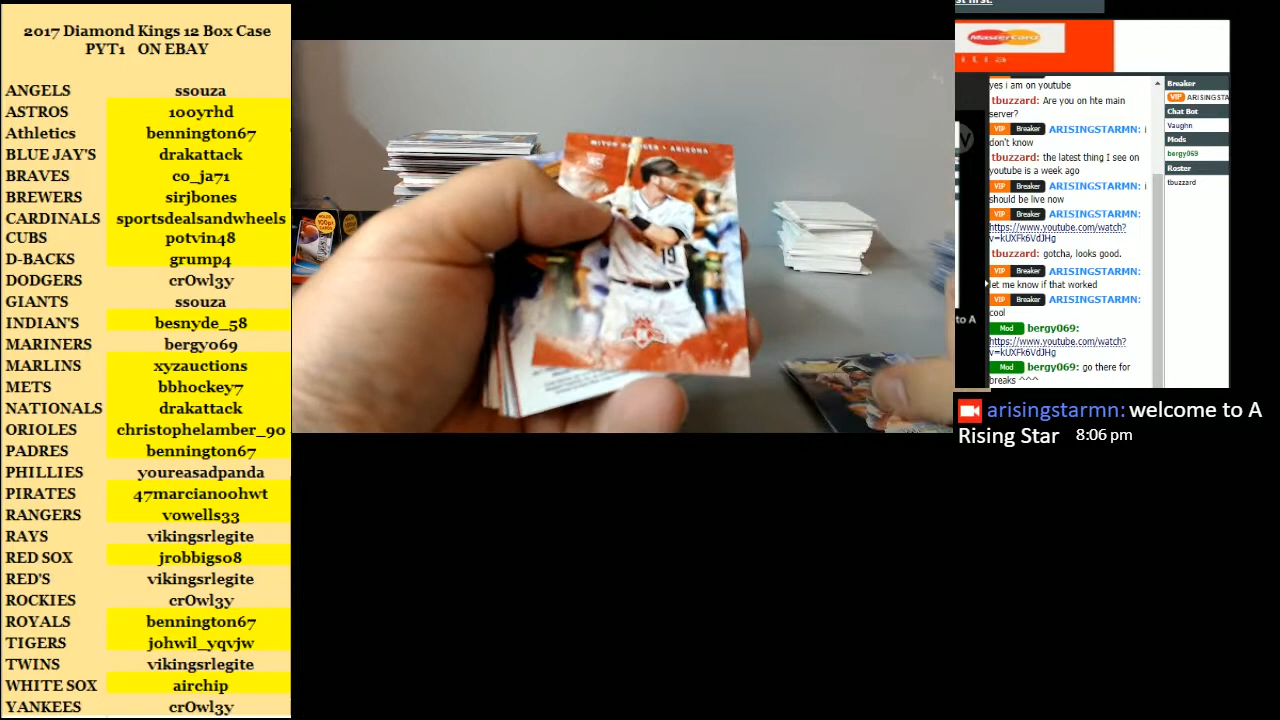 2017 Diamond Kings 12 Box Case
PYT1 ON EBAY
ANGELS ssouza
ASTROS 100yrhd
Athletics bennington67
BLUE JAY'S drakattack
BRAVES co_ja71
BREWERS sirjbones
CARDINALS sportsdealsandwheels
CUBS potvin48
D-BACKS grump4
DODGERS cr0wl3y
GIANTS ssouza
INDIAN'S besnyde_58
MARINERS bergy069
MARLINS xyzauctions
METS bbhockey7
NATIONALS drakattack
ORIOLES christophelamber_90
PADRES bennington67
PHILLIES youreasadpanda
PIRATES 47marcianoohwt
RANGERS vowells33
RAYS vikingsrlegite
RED SOX jrobbigs08
RED'S vikingsrlegite
ROCKIES cr0wl3y
ROYALS bennington67
TIGERS johwil_yqvjw
TWINS vikingsrlegite
WHITE SOX airchip
YANKEES cr0wl3y
ARIZONA
19
st first.
MasterCard
yes i am on youtube
tbuzzard: Are you on hte main
server?
VIP Breaker ARISINGSTARMN: i
don't know
tbuzzard: the latest thing I see on
youtube is a week ago
VIP Breaker ARISINGSTARMN: i
should be live now
VIP Breaker ARISINGSTARMN:
https://www.youtube.com/watch?
v=kUXFk6VdJHg
tbuzzard: gotcha, looks good.
VIP Breaker ARISINGSTARMN:
let me know if that worked
VIP Breaker ARISINGSTARMN:
cool
Mod bergy069:
https://www.youtube.com/watch?
v=kUXFk6VdJHg
Mod bergy069: go there for
breaks ^^^
Breaker
VIP ARISINGSTA
Chat Bot
Vaughn
Mods
bergy069
Roster
tbuzzard
to A
arisingstarmn: welcome to A
Rising Star 8:06 pm